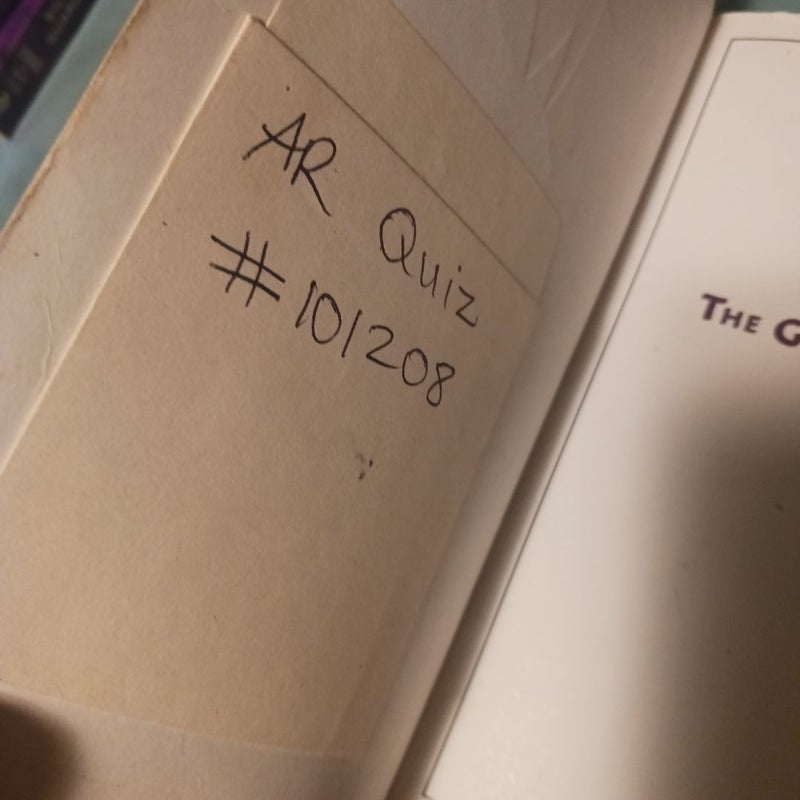 AR Quiz
#101208
THE G